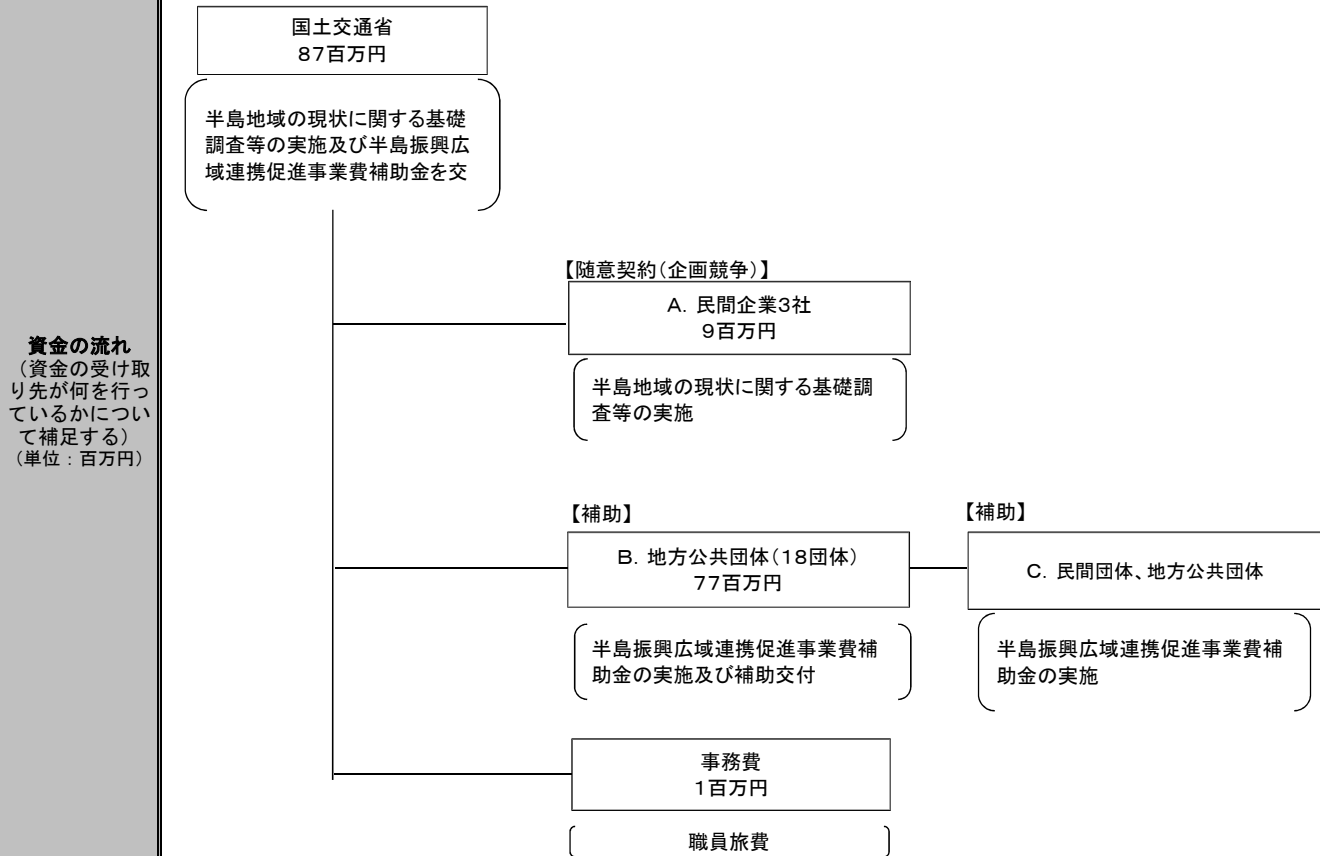 資金の流れ
（資金の受け取
り先が何を行っ
ているかについ
て補足する）
（単位：百万円）
国土交通省
87百万円
半島地域の現状に関する基礎
調査等の実施及び半島振興広
域連携促進事業費補助金を交
【随意契約（企画競争）】
A．民間企業3社
9百万円
半島地域の現状に関する基礎調
査等の実施
【補助】
B．地方公共団体（18団体）
77百万円
半島振興広域連携促進事業費補
助金の実施及び補助交付
【補助】
C．民間団体、地方公共団体
半島振興広域連携促進事業費補
助金の実施
事務費
1百万円
職員旅費